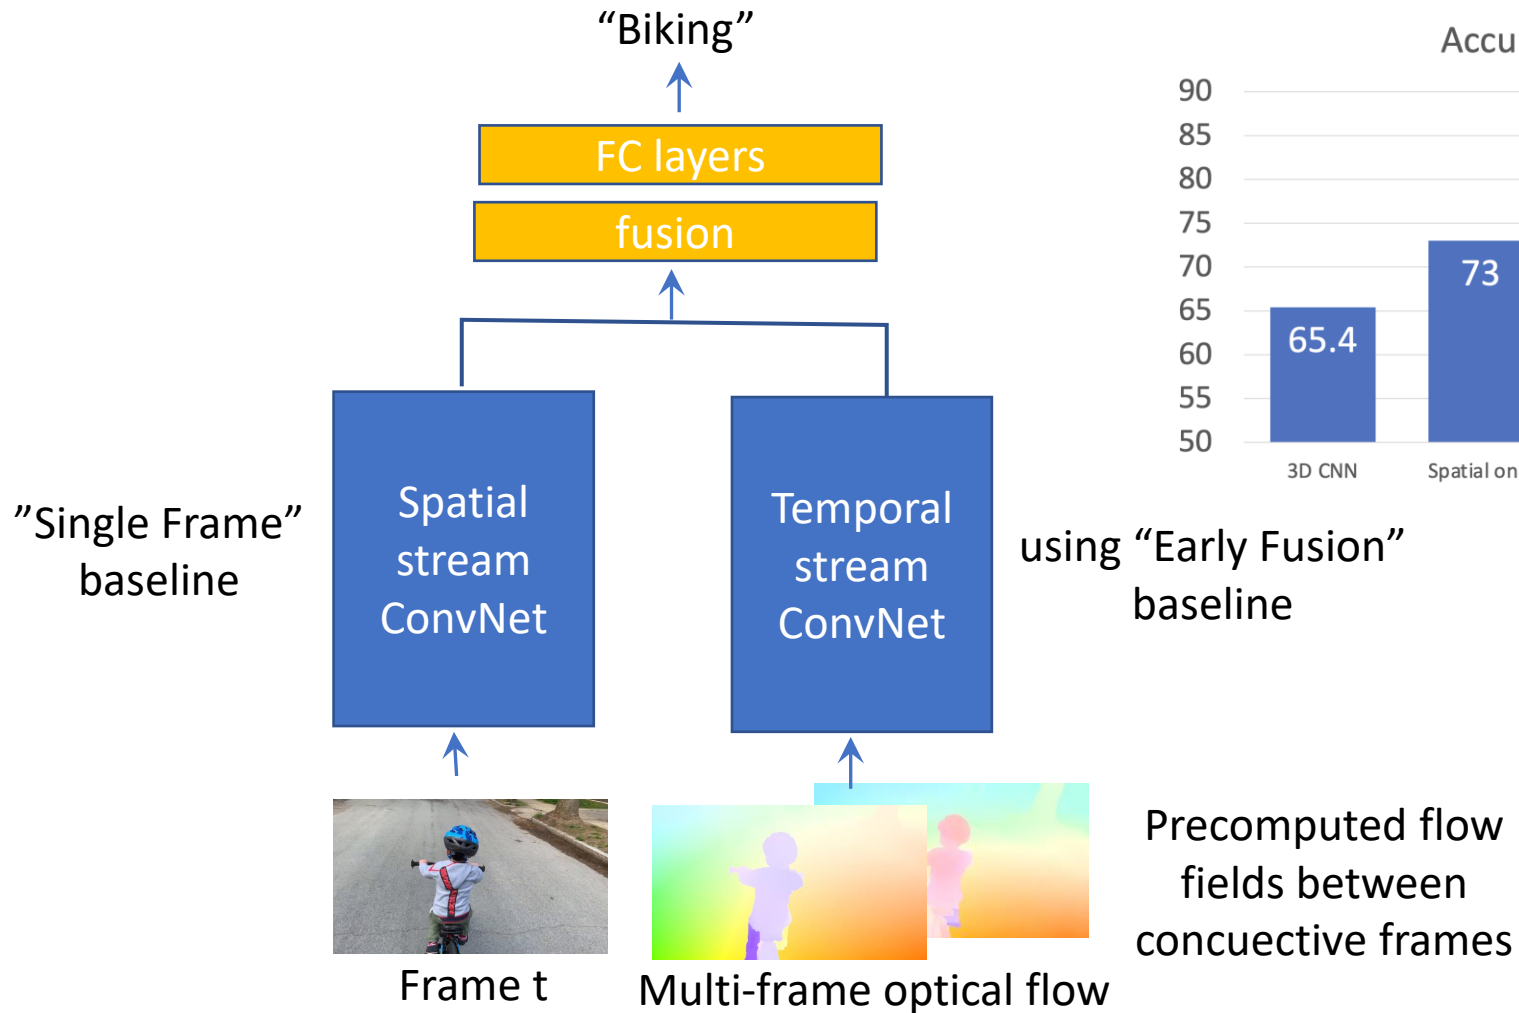 “Biking”
FC layers
fusion
Spatial
stream
ConvNet
Temporal
stream
ConvNet
”Single Frame”
baseline
using “Early Fusion”
baseline
Frame t
Multi-frame optical flow
Precomputed flow
fields between
concuective frames
Accu
90
85
80
75
70
65
60
55
50
65.4
73
3D CNN
Spatial on